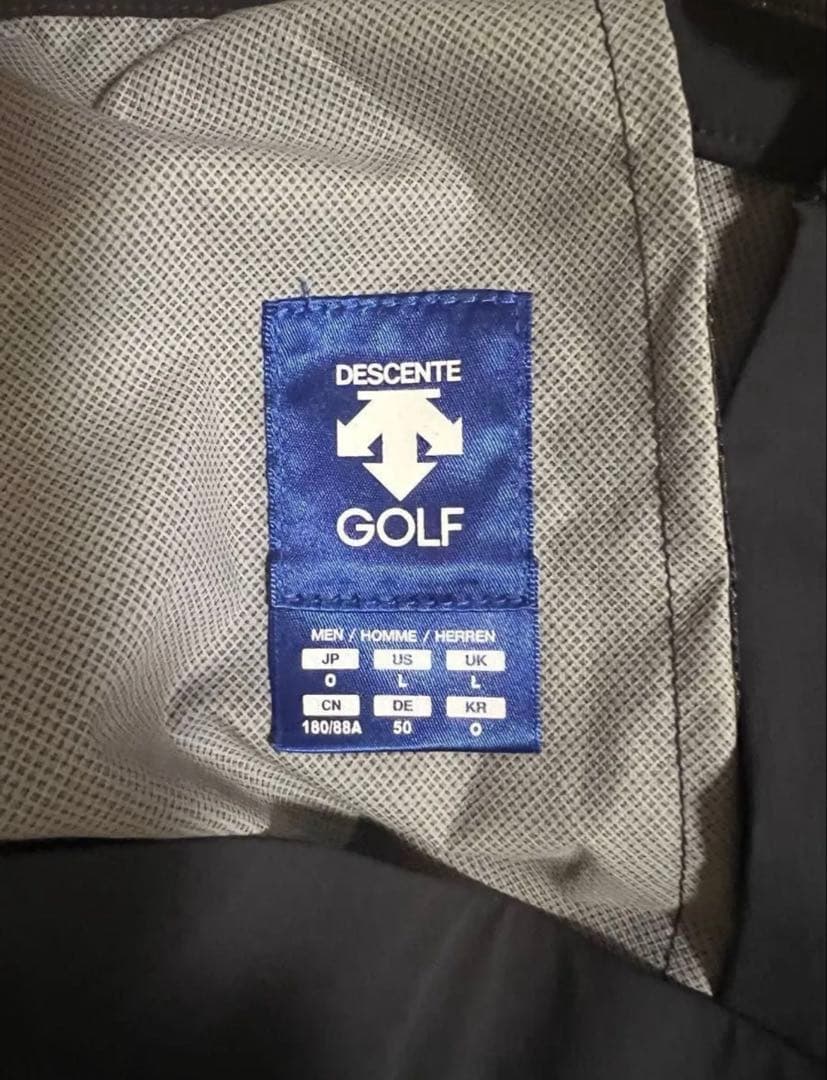 DESCENTE
GOLF
MEN / HOMME / HERREN
JP US UK
O L L
CN DE KR
180/88A 50 O